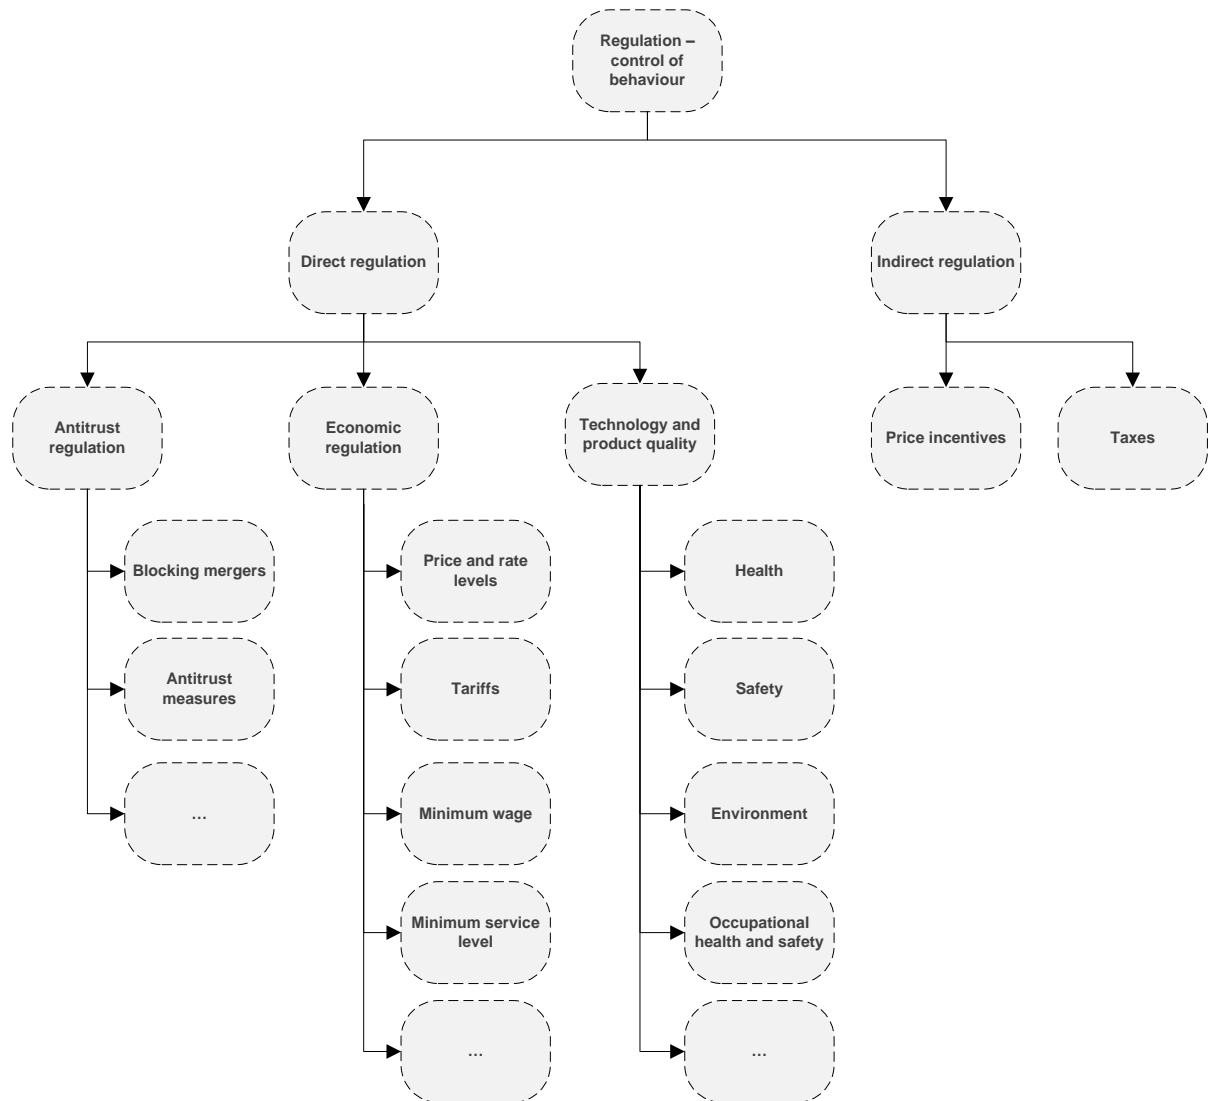 Regulation –
control of
behaviour
Direct regulation
Indirect regulation
Antitrust
regulation
Economic
regulation
Technology and
product quality
Price incentives
Taxes
Blocking mergers
Price and rate
levels
Health
Antitrust
measures
Tariffs
Safety
…
Minimum wage
Environment
Minimum service
level
Occupational
health and safety
…
…